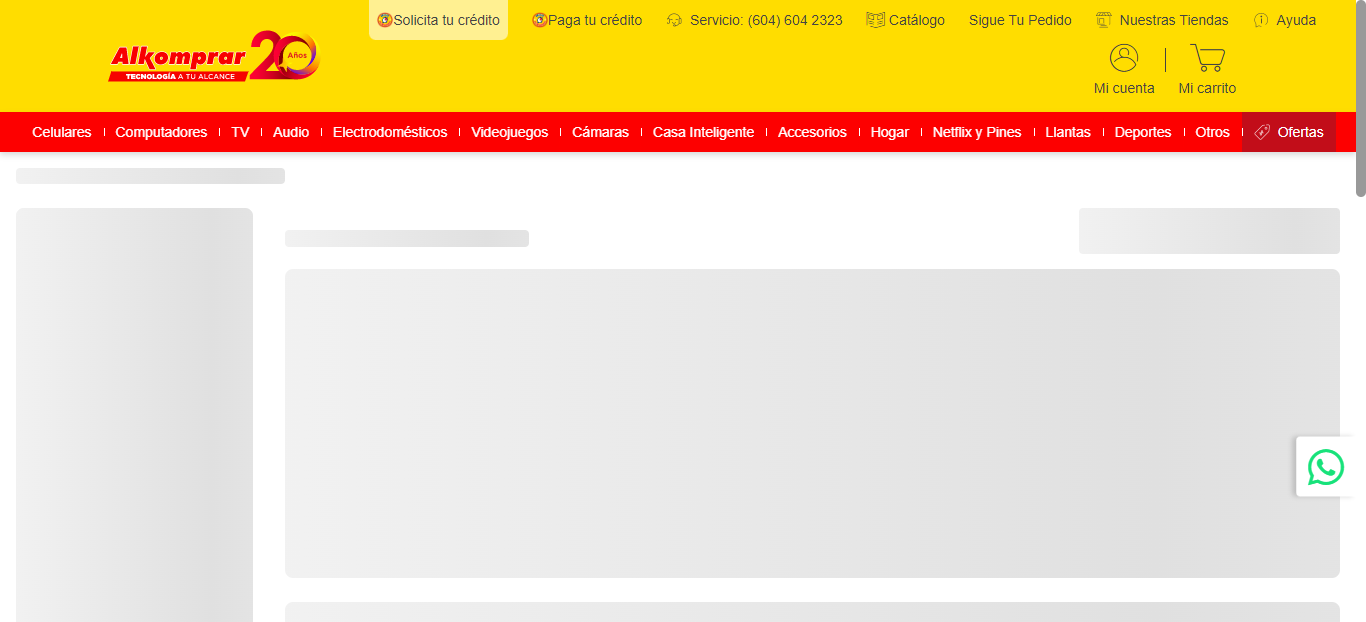 Solicita tu crédito
Paga tu crédito
Servicio: (604) 604 2323
Catálogo
Sigue Tu Pedido
Nuestras Tiendas
Ayuda
Alkomprar 20 Años
TECNOLOGÍA A TU ALCANCE
Mi cuenta
Mi carrito
Celulares
Computadores
TV
Audio
Electrodomésticos
Videojuegos
Cámaras
Casa Inteligente
Accesorios
Hogar
Netflix y Pines
Llantas
Deportes
Otros
Ofertas